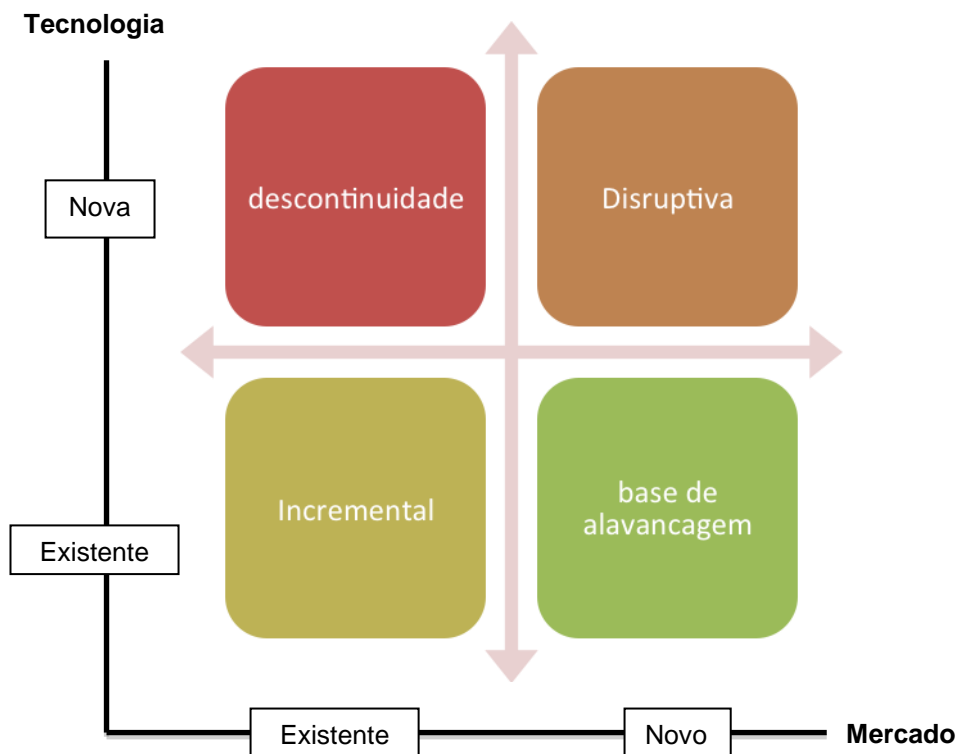 Tecnologia
Nova
descontinuidade
Disruptiva
Existente
Incremental
base de
alavancagem
Existente
Novo
Mercado